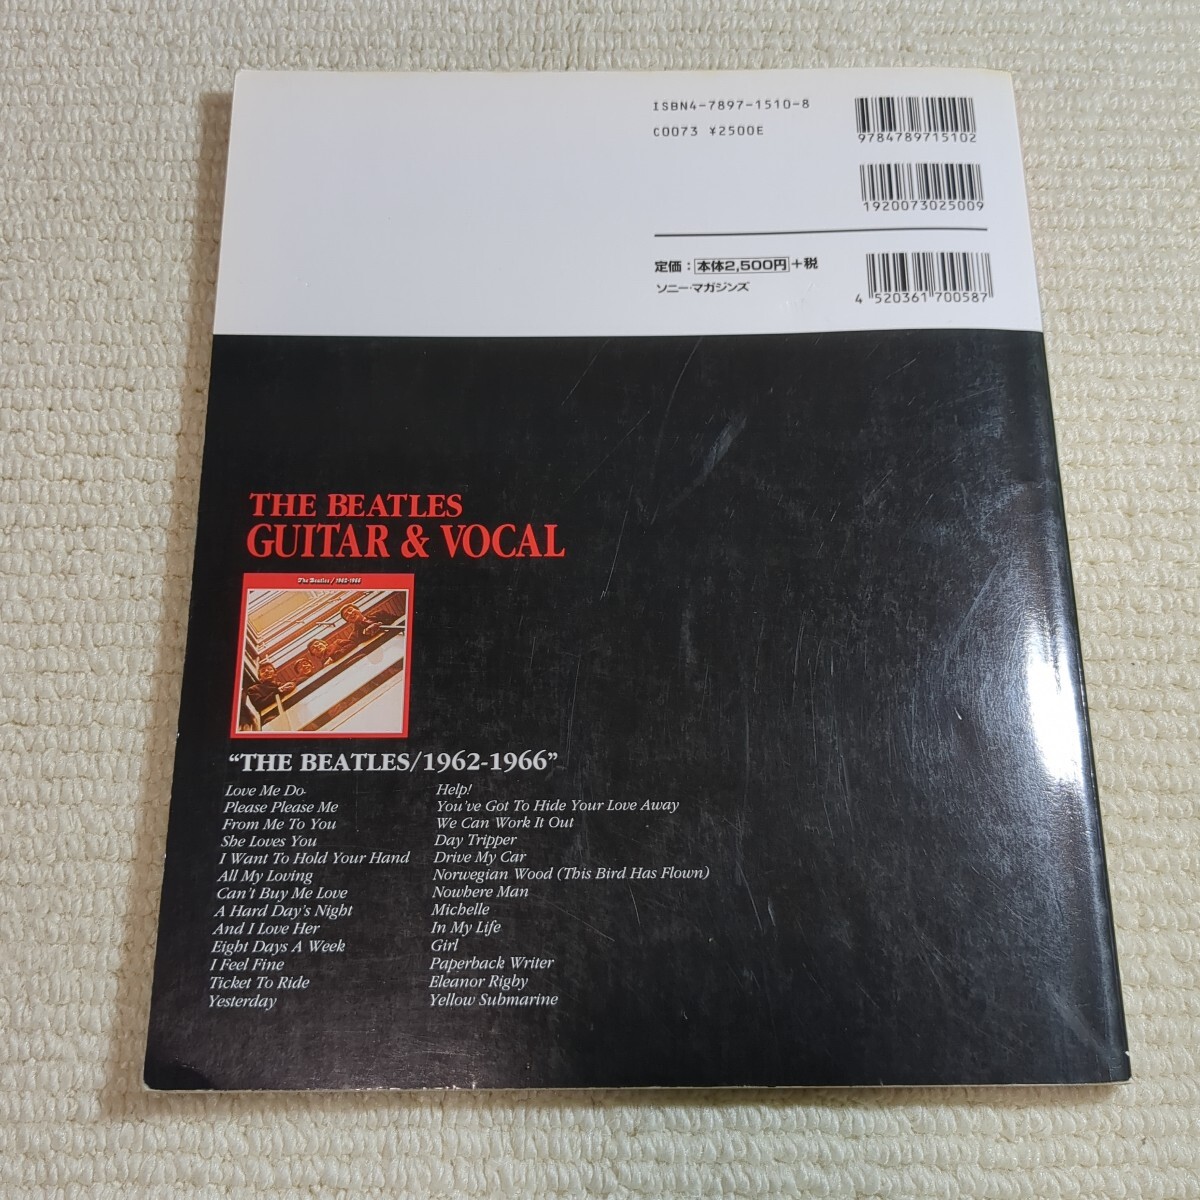 ISBN4-7897-1510-8
C0073 ¥2500E
9784789715102
1920073025009
定価：本体2,500円+税
ソニー・マガジンズ
4 520361 700587
THE BEATLES
GUITAR & VOCAL
The Beatles / 1962-1966
“THE BEATLES/1962-1966”
Love Me Do
Please Please Me
From Me To You
She Loves You
I Want To Hold Your Hand
All My Loving
Can't Buy Me Love
A Hard Day's Night
And I Love Her
Eight Days A Week
I Feel Fine
Ticket To Ride
Yesterday
Help!
You've Got To Hide Your Love Away
We Can Work It Out
Day Tripper
Drive My Car
Norwegian Wood (This Bird Has Flown)
Nowhere Man
Michelle
In My Life
Girl
Paperback Writer
Eleanor Rigby
Yellow Submarine